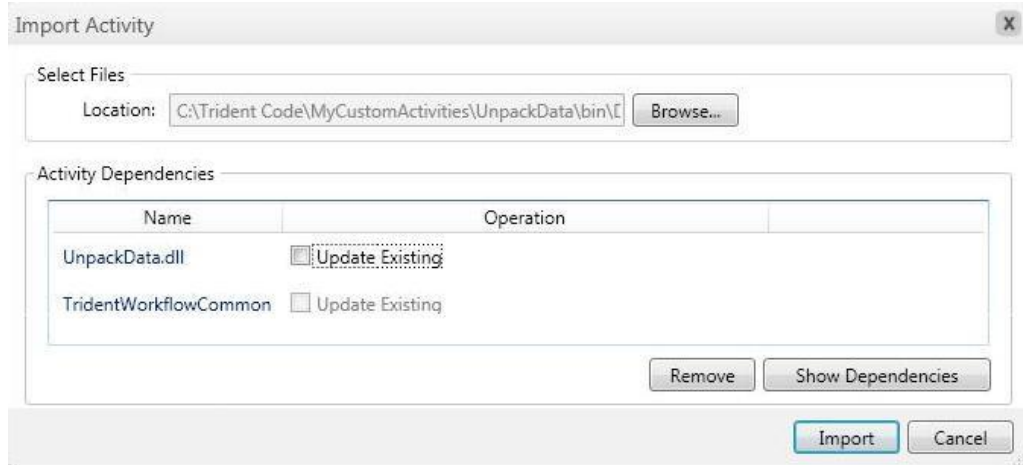 Import Activity
X
Select Files
Location: C:\Trident Code\MyCustomActivities\UnpackData\bin\[ Browse...
Activity Dependencies
Name Operation
UnpackData.dll Update Existing
TridentWorkflowCommon Update Existing
Remove Show Dependencies
Import Cancel